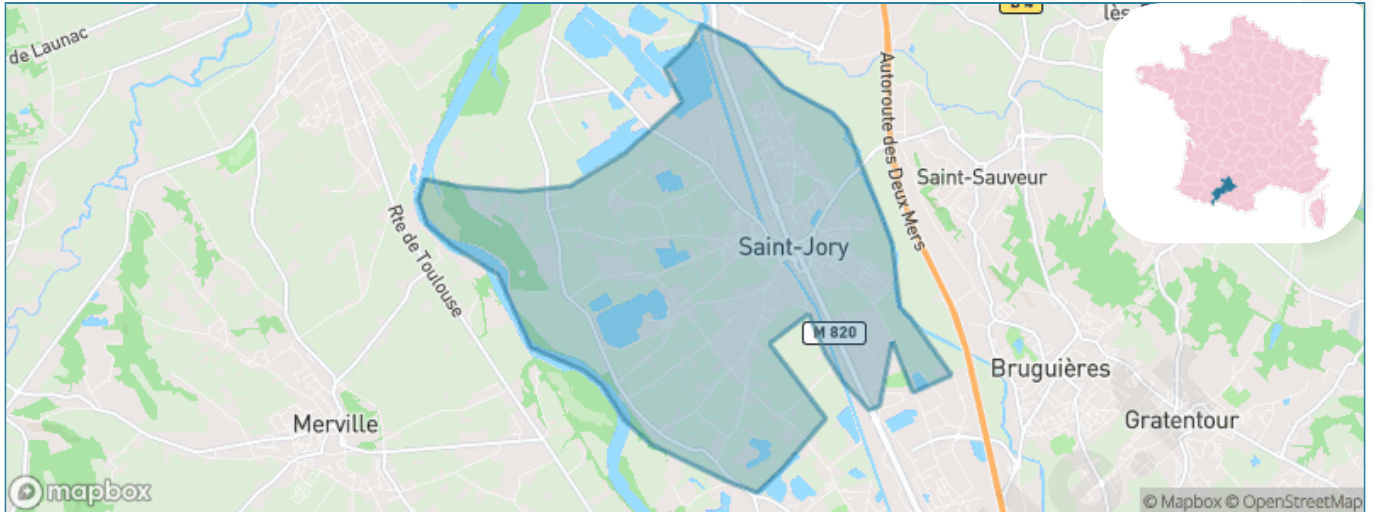 D 4
lès
de Launac
Autoroute des Deux Mers
Saint-Sauveur
Rte de Toulouse
Saint-Jory
M 820
Bruguières
Merville
Gratentour
mapbox
© Mapbox © OpenStreetMap